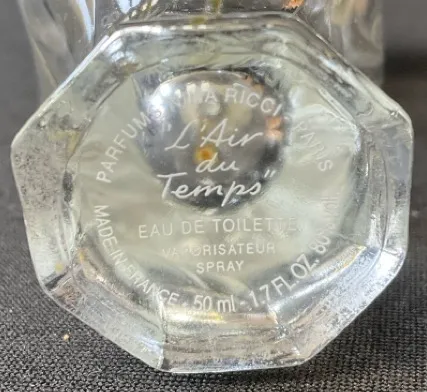 PARFUMS NINA RICCI PARIS
L'Air
du
Temps"
EAU DE TOILETTE
VAPORISATEUR
SPRAY
MADE IN FRANCE - 50 ml - 1.7 FL. OZ.